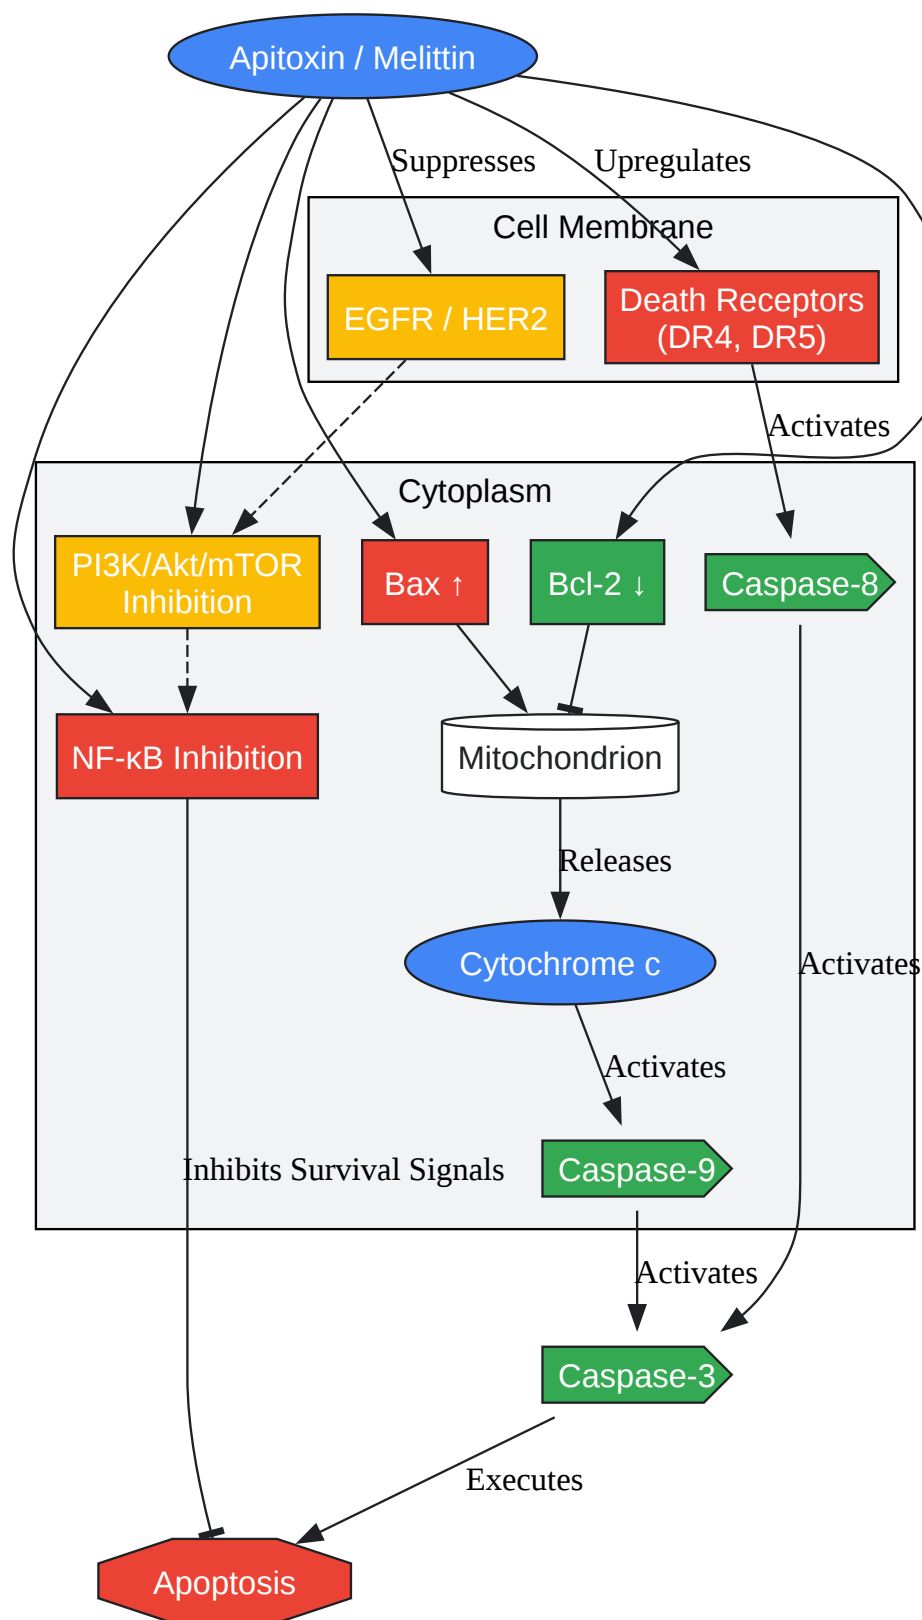 Apitoxin / Melittin
Suppresses
Upregulates
Cell Membrane
EGFR / HER2
Death Receptors
(DR4, DR5)
Activates
Cytoplasm
PI3K/Akt/mTOR
Inhibition
Bax ↑
Bcl-2 ↓
Caspase-8
NF-κB Inhibition
Mitochondrion
Releases
Cytochrome c
Activates
Activates
Inhibits Survival Signals
Caspase-9
Activates
Caspase-3
Executes
Apoptosis